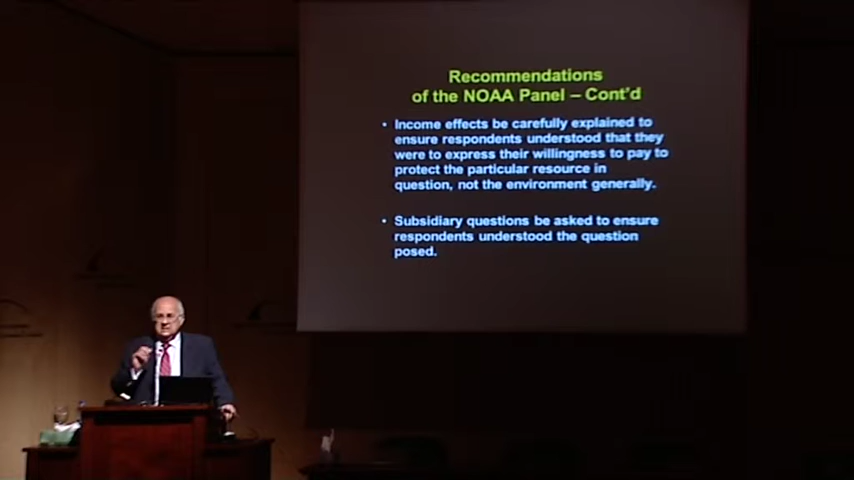 Recommendations
of the NOAA Panel – Cont'd
• Income effects be carefully explained to
ensure respondents understood that they
were to express their willingness to pay to
protect the particular resource in
question, not the environment generally.
• Subsidiary questions be asked to ensure
respondents understood the question
posed.